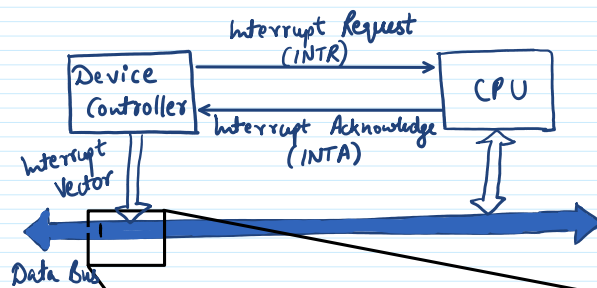 Interrupt Request
(INTR)
Device
Controller
CPU
Interrupt Acknowledge
(INTA)
Interrupt
Vector
Data Bus